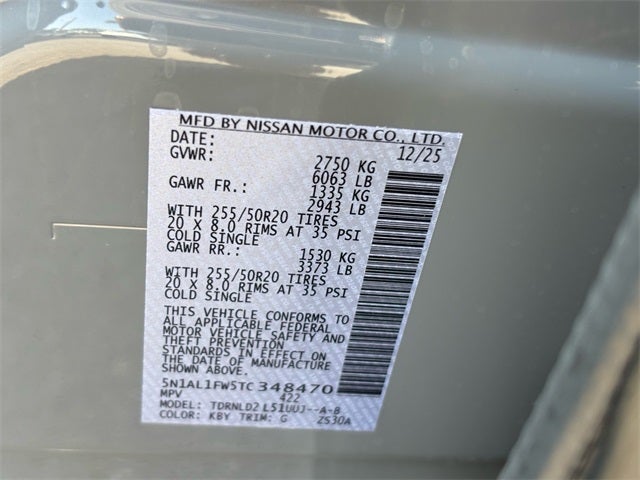 MFD BY NISSAN MOTOR CO., LTD.
DATE: 12/25
GVWR: 2750 KG
6063 LB
GAWR FR.: 1335 KG
2943 LB
WITH 255/50R20 TIRES
20 X 8.0 RIMS AT 35 PSI
COLD SINGLE
GAWR RR.: 1530 KG
3373 LB
WITH 255/50R20 TIRES
20 X 8.0 RIMS AT 35 PSI
COLD SINGLE
THIS VEHICLE CONFORMS TO
ALL APPLICABLE FEDERAL
MOTOR VEHICLE SAFETY AND
THEFT PREVENTION
STANDARDS IN EFFECT ON
THE DATE OF MANUFACTURE
SHOWN ABOVE.
5N1AL1FW5TC348470
MPV 422
MODEL: TDRNLD2 L51UUJ--A-B
COLOR: KBY TRIM: G ZS30A